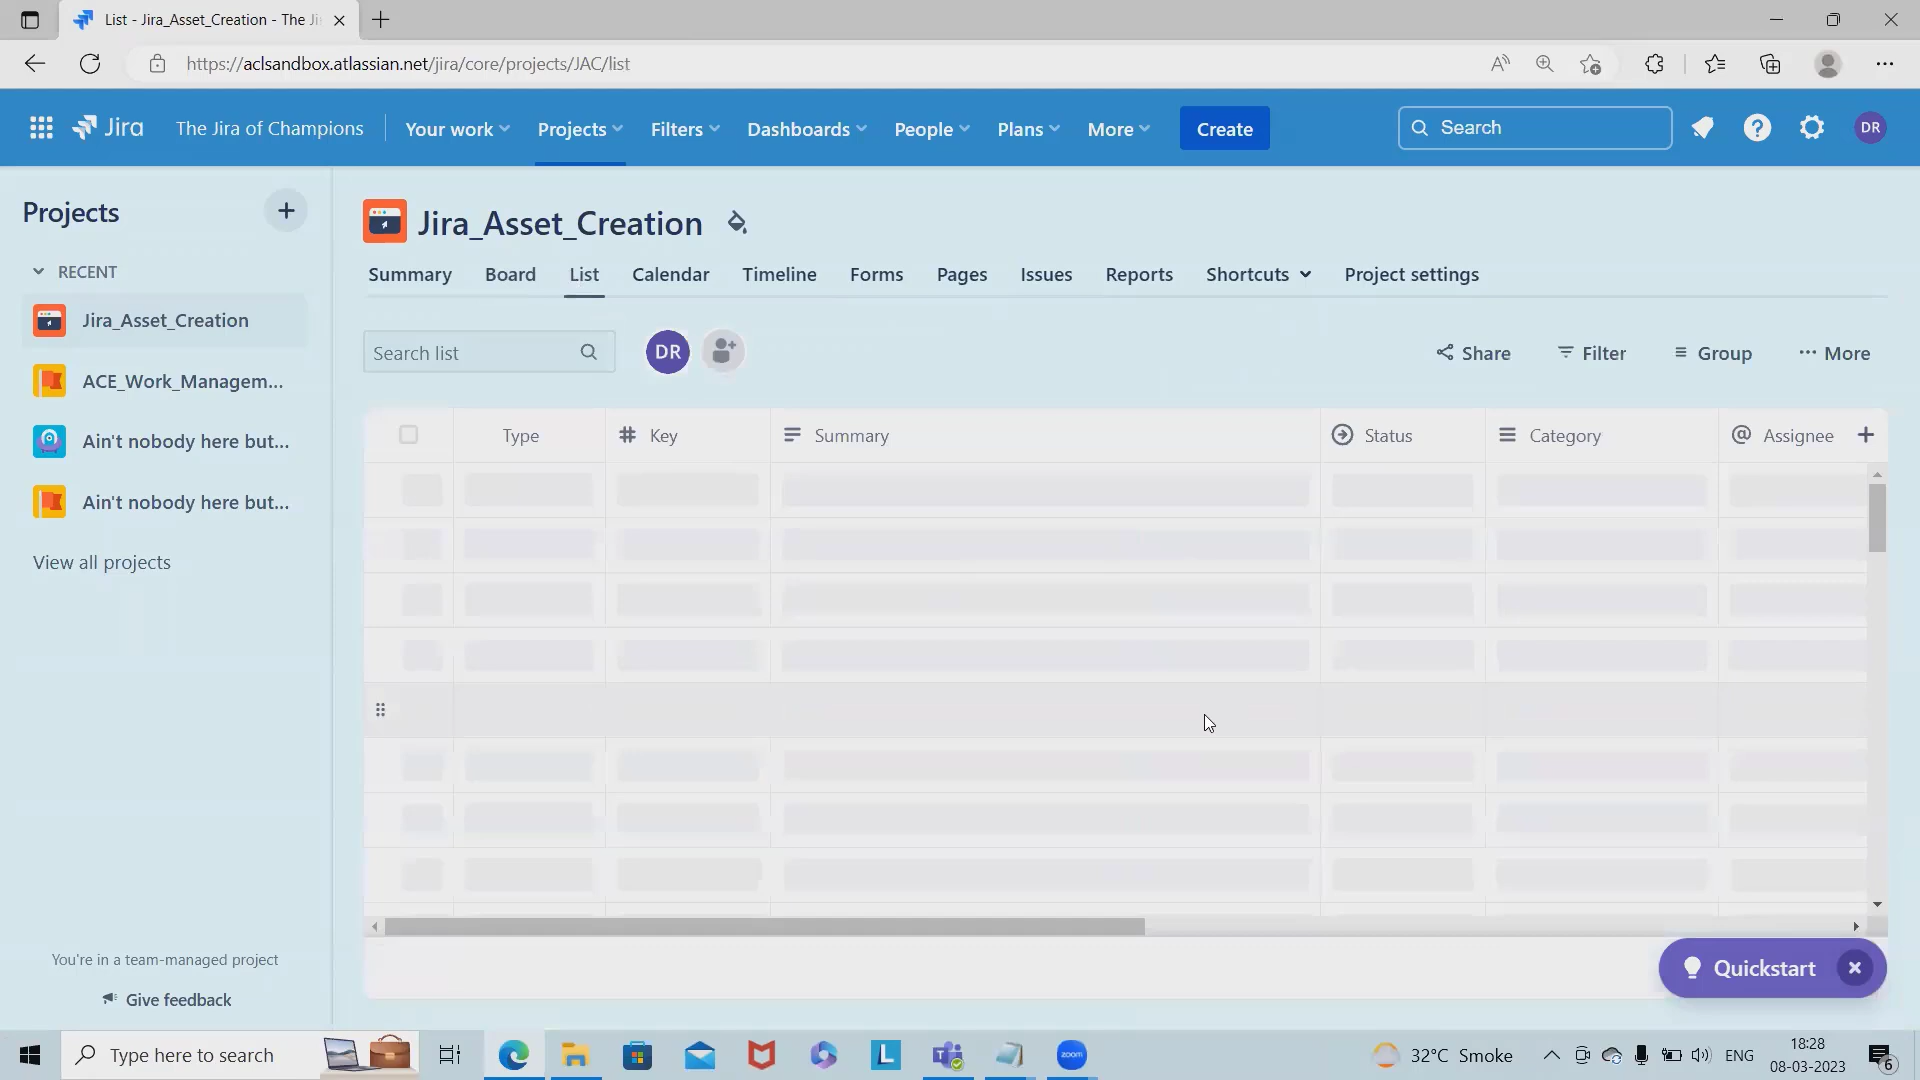 List - Jira_Asset_Creation - The Ji
https://aclsandbox.atlassian.net/jira/core/projects/JAC/list
Jira
The Jira of Champions
Your work
Projects
Filters
Dashboards
People
Plans
More
Create
Search
DR
Projects
RECENT
Jira_Asset_Creation
ACE_Work_Managem...
Ain't nobody here but...
Ain't nobody here but...
View all projects
You're in a team-managed project
Give feedback
Jira_Asset_Creation
Summary
Board
List
Calendar
Timeline
Forms
Pages
Issues
Reports
Shortcuts
Project settings
Search list
DR
Share
Filter
Group
More
Type
Key
Summary
Status
Category
Assignee
Quickstart
Type here to search
zoom
32°C Smoke
ENG
18:28
08-03-2023
6